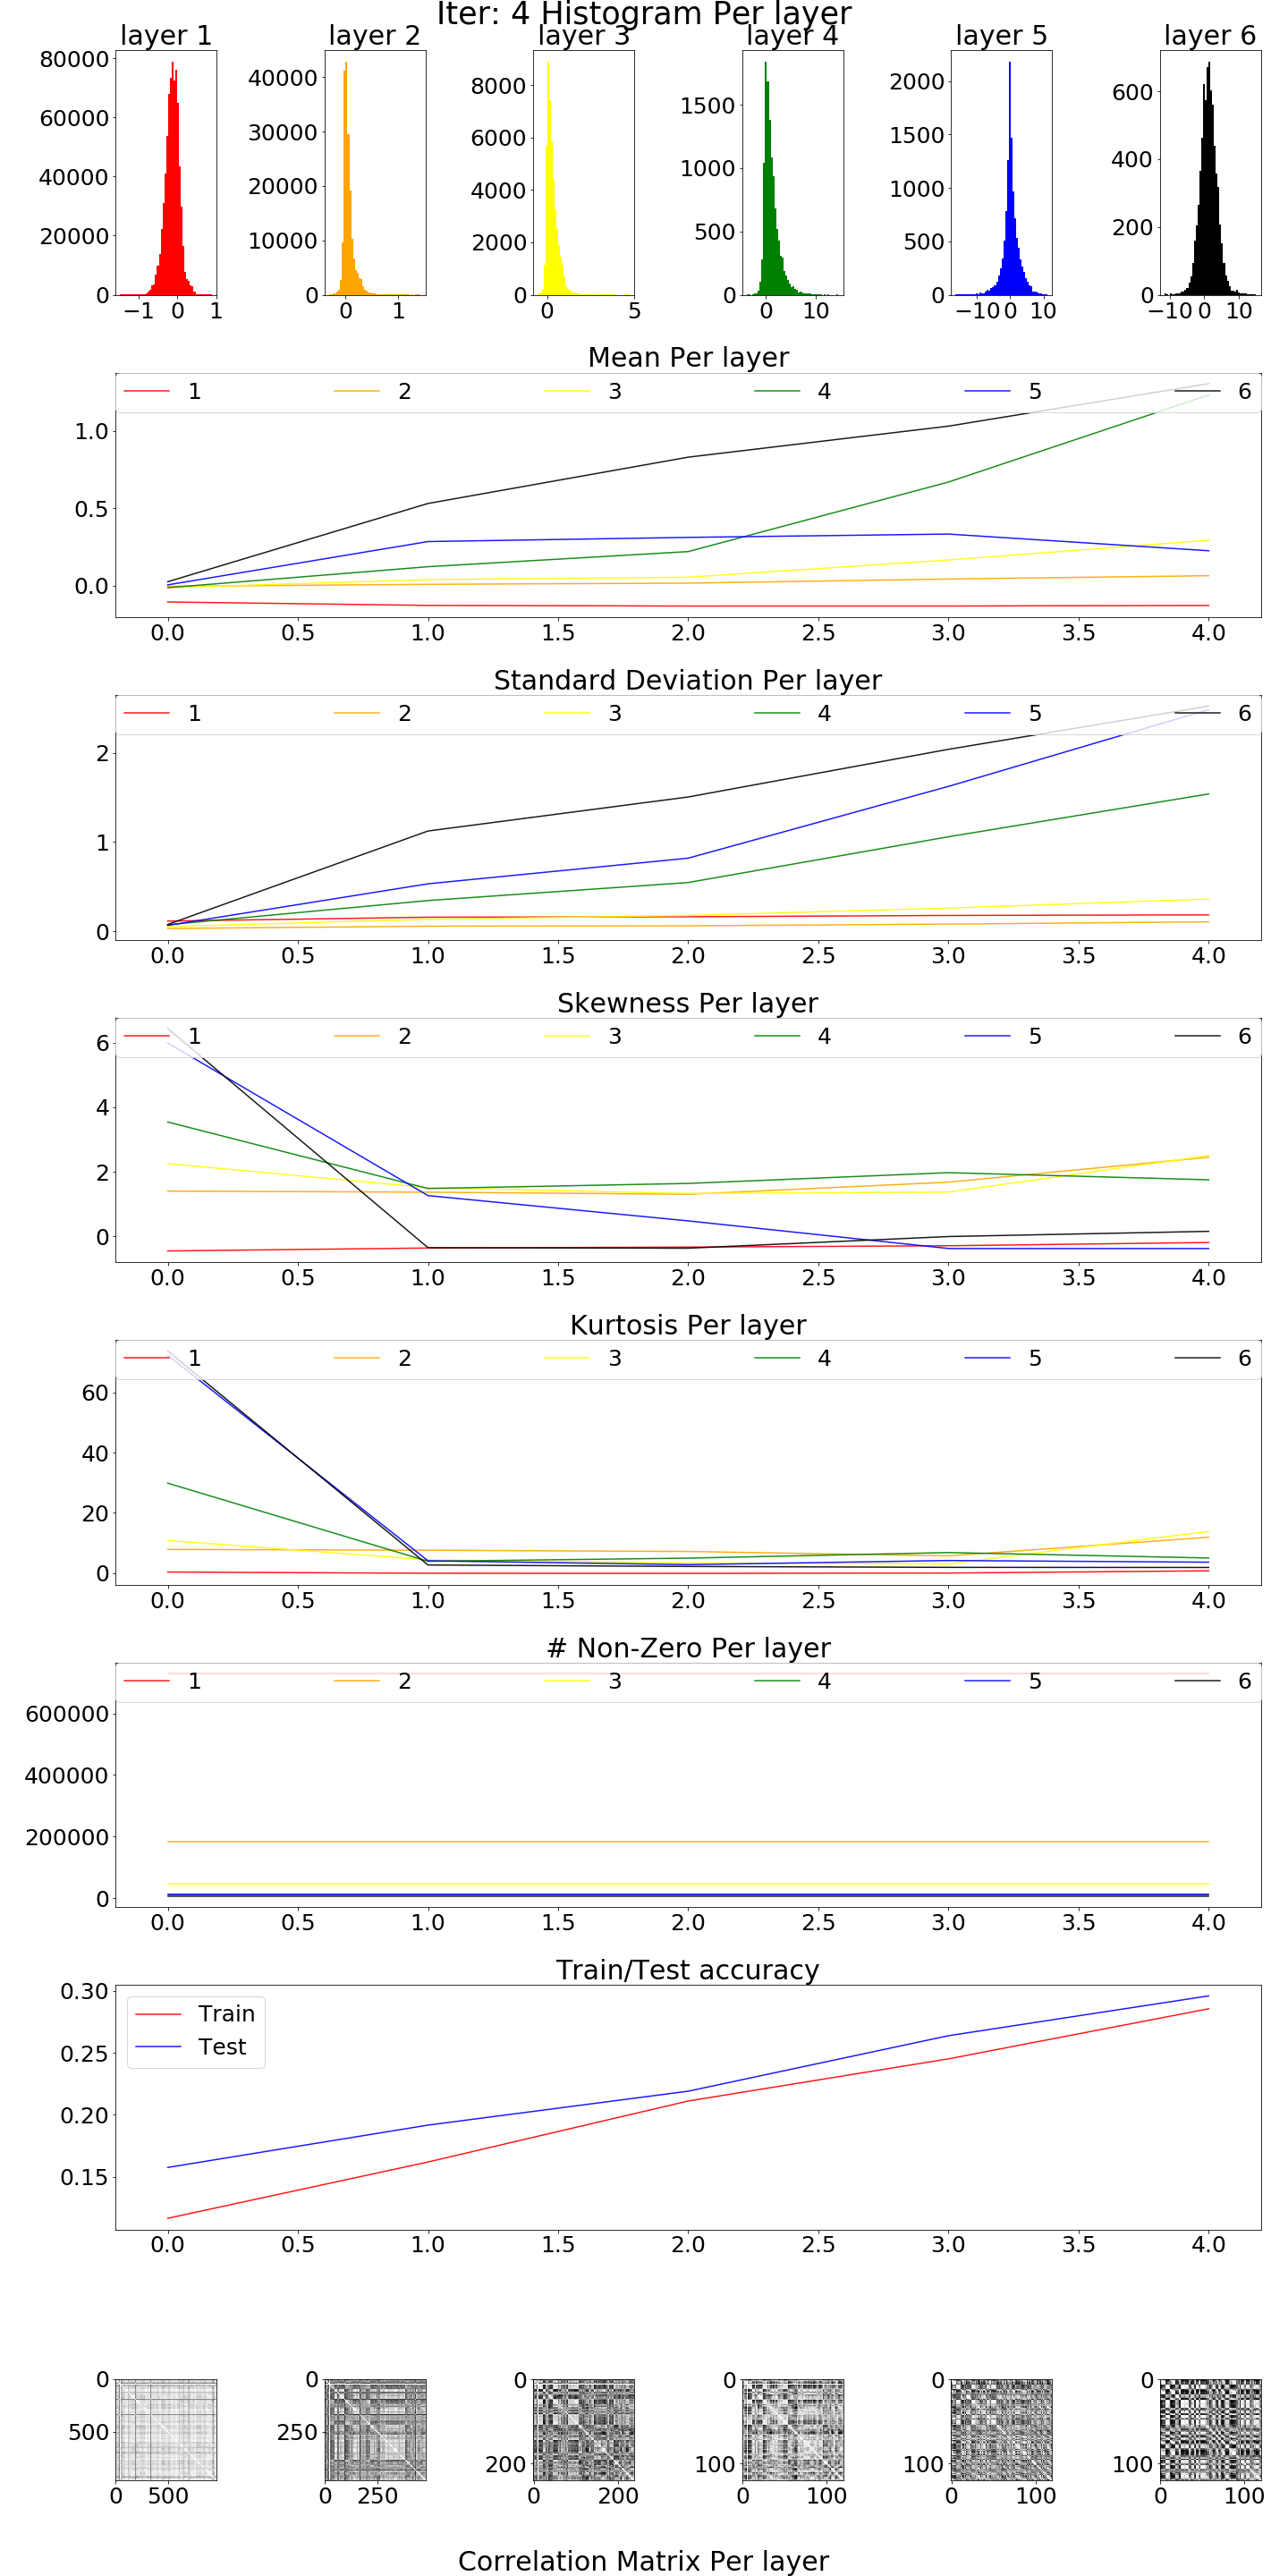 Iter: 4 Histogram Per layer
layer 1 layer 2 layer 3 layer 4 layer 5 layer 6
80000
60000
40000
20000
0
−1 0 1
40000
30000
20000
10000
0
0 1
8000
6000
4000
2000
0
0 5
1500
1000
500
0
0 10
2000
1500
1000
500
0
−10 0 10
600
400
200
0
−10 0 10
Mean Per layer
1 2 3 4 5 6
1.0
0.5
0.0
0.0 0.5 1.0 1.5 2.0 2.5 3.0 3.5 4.0
Standard Deviation Per layer
1 2 3 4 5 6
2
1
0
0.0 0.5 1.0 1.5 2.0 2.5 3.0 3.5 4.0
Skewness Per layer
1 2 3 4 5 6
6
4
2
0
0.0 0.5 1.0 1.5 2.0 2.5 3.0 3.5 4.0
Kurtosis Per layer
1 2 3 4 5 6
60
40
20
0
0.0 0.5 1.0 1.5 2.0 2.5 3.0 3.5 4.0
# Non-Zero Per layer
1 2 3 4 5 6
600000
400000
200000
0
0.0 0.5 1.0 1.5 2.0 2.5 3.0 3.5 4.0
Train/Test accuracy
Train
Test
0.30
0.25
0.20
0.15
0.0 0.5 1.0 1.5 2.0 2.5 3.0 3.5 4.0
0
500
0 500
0
250
0 250
0
200
0 200
0
100
0 100
0
100
0 100
0
100
0 100
Correlation Matrix Per layer